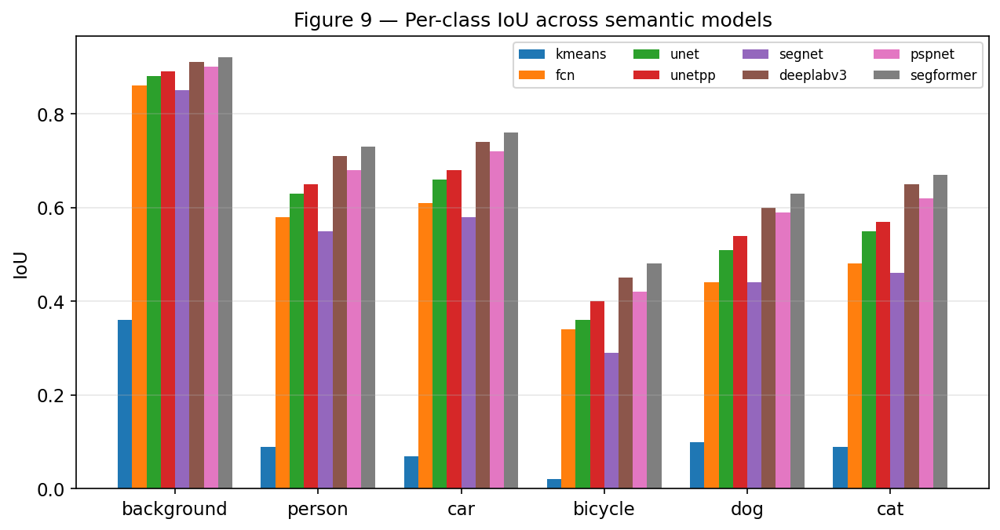 Figure 9 — Per-class IoU across semantic models
kmeans unet segnet pspnet
fcn unetpp deeplabv3 segformer
IoU
0.8
0.6
0.4
0.2
0.0
background person car bicycle dog cat